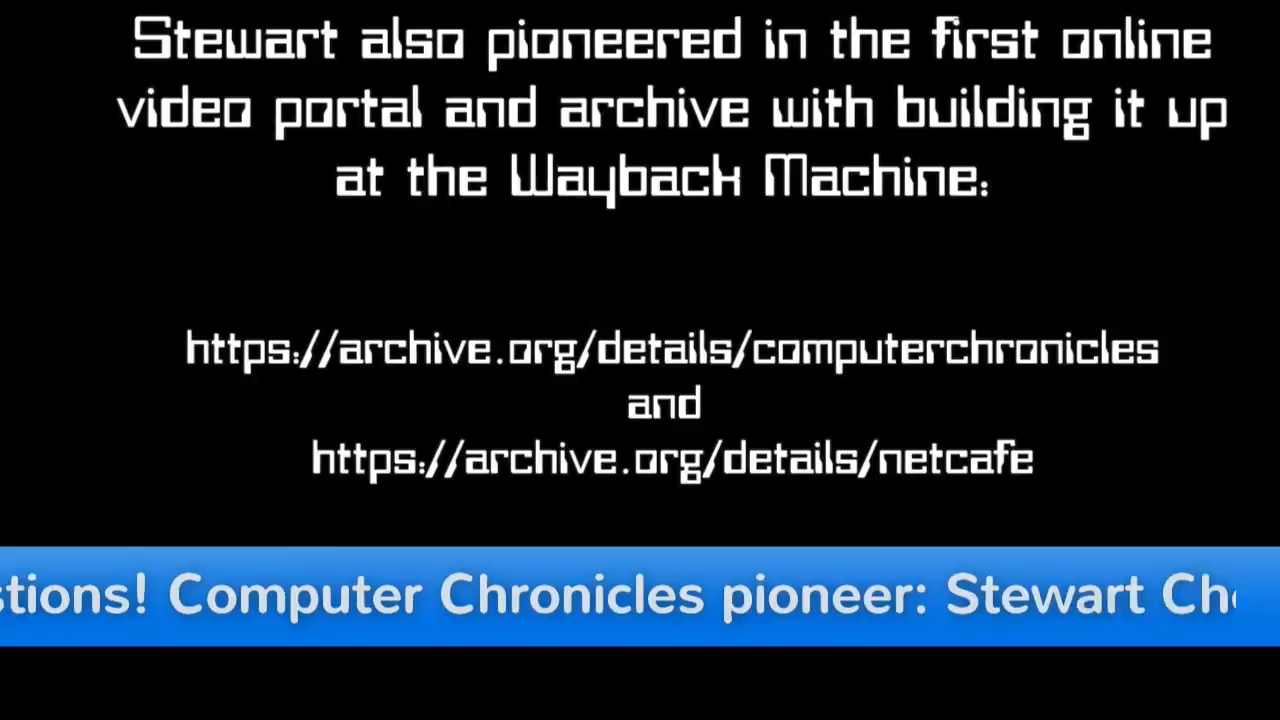 Stewart also pioneered in the first online
video portal and archive with building it up
at the Wayback Machine:
https://archive.org/details/computerchronicles
and
https://archive.org/details/netcafe
stions! Computer Chronicles pioneer: Stewart Che